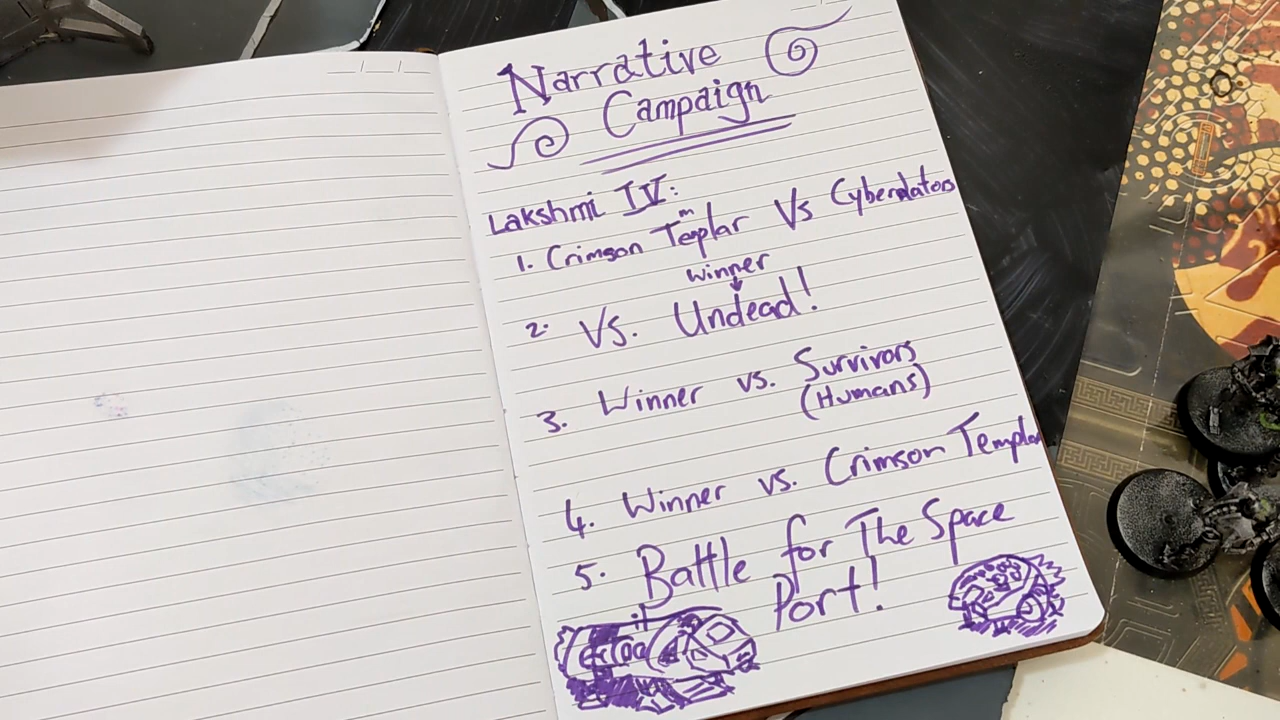 Narrative
Campaign
Lakshmi IV:
1. Crimson Templar Vs Cyberdators
winner
2. VS. Undead!
3. Winner vs. Survivors
(Humans)
4. Winner vs. Crimson Templar
5. Battle for The Space
Port!